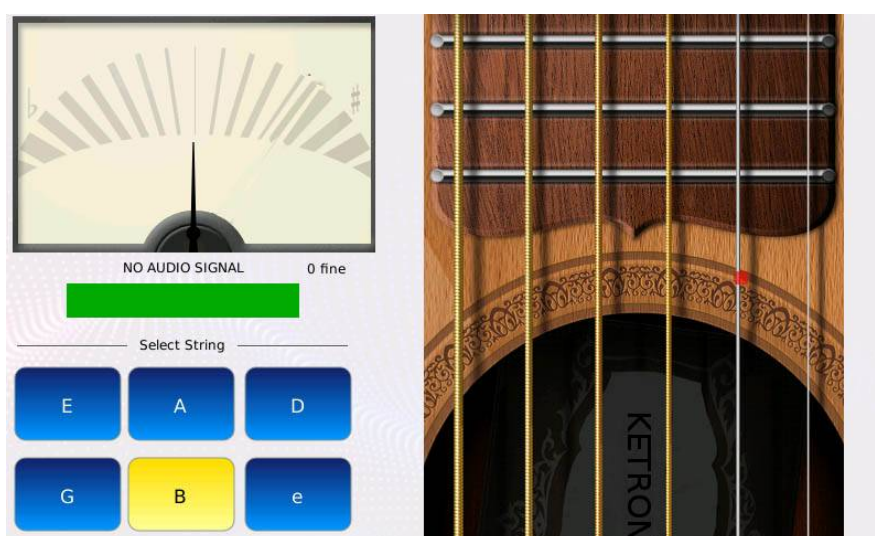 ♭ ♯
NO AUDIO SIGNAL 0 fine
Select String
E A D
G B e
KETRON